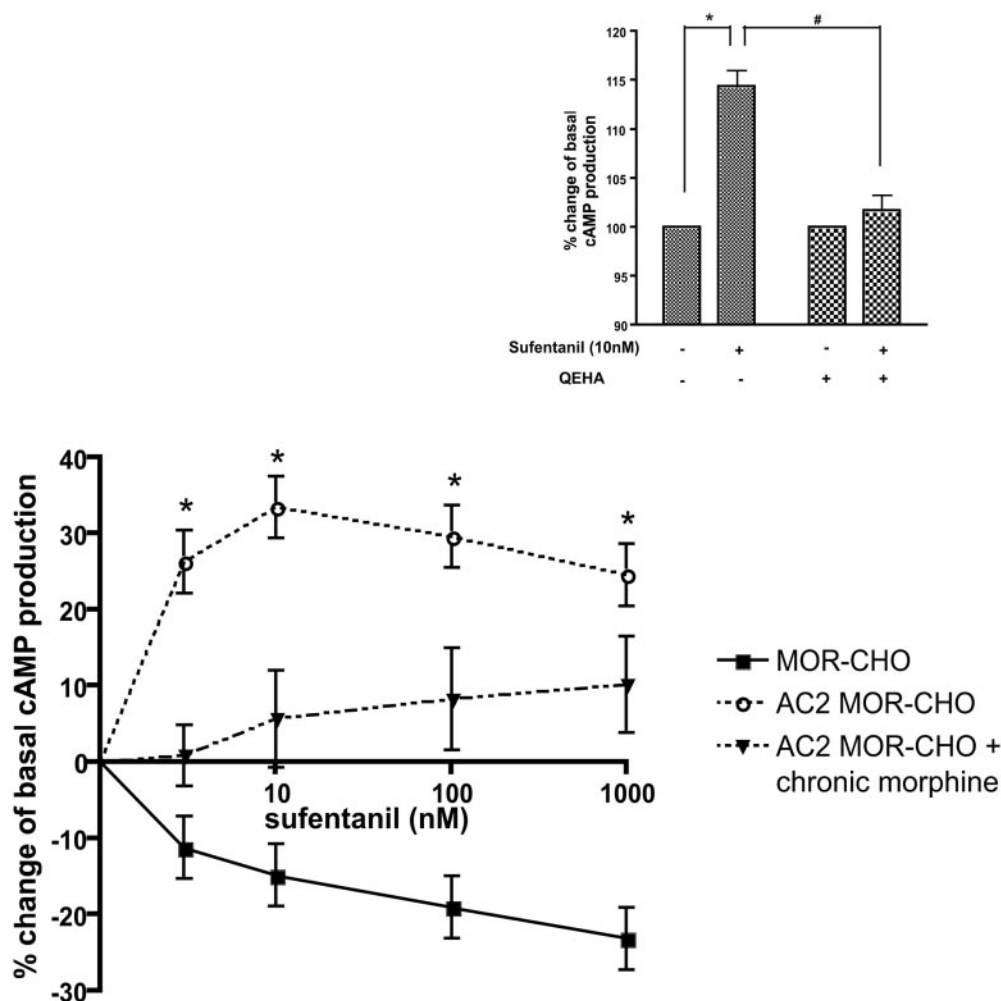 * #
120
115
110
105
100
95
90
% change of basal
cAMP production
Sufentanil (10nM) - + - +
QEHA - - + +
40
30
20
10
0
-10
-20
-30
% change of basal cAMP production
* * * *
10 100 1000
sufentanil (nM)
MOR-CHO
AC2 MOR-CHO
AC2 MOR-CHO +
chronic morphine